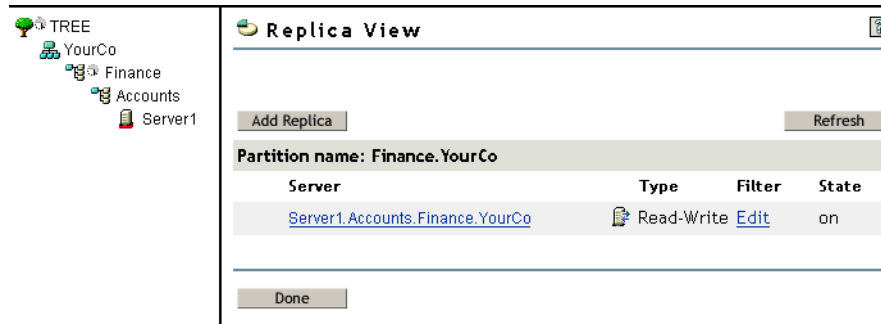 TREE
YourCo
Finance
Accounts
Server1
Replica View
Add Replica Refresh
Partition name: Finance.YourCo
Server Type Filter State
Server1.Accounts.Finance.YourCo Read-Write Edit on
Done